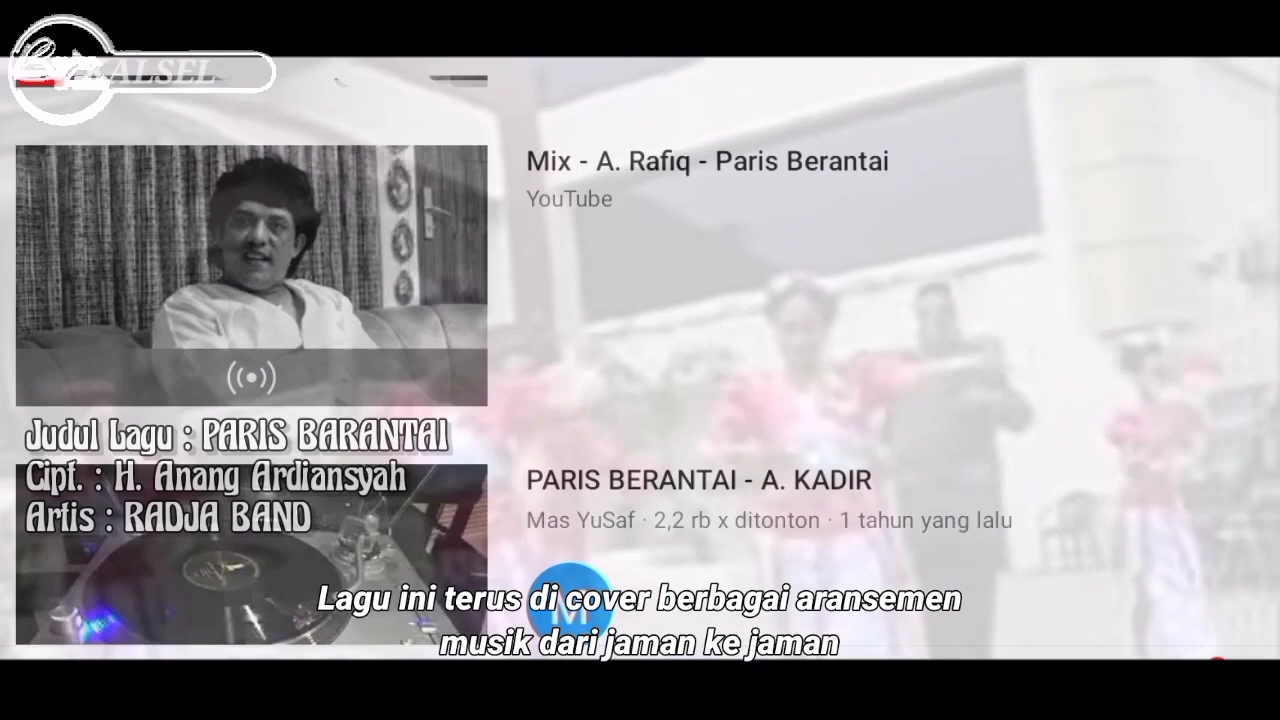 KALSEL
Mix - A. Rafiq - Paris Berantai
YouTube
Judul Lagu : PARIS BARANTAI
Cipt. : H. Anang Ardiansyah
Artis : RADJA BAND
PARIS BERANTAI - A. KADIR
Mas YuSaf · 2,2 rb x ditonton · 1 tahun yang lalu
M
Lagu ini terus di cover berbagai aransemen
musik dari jaman ke jaman